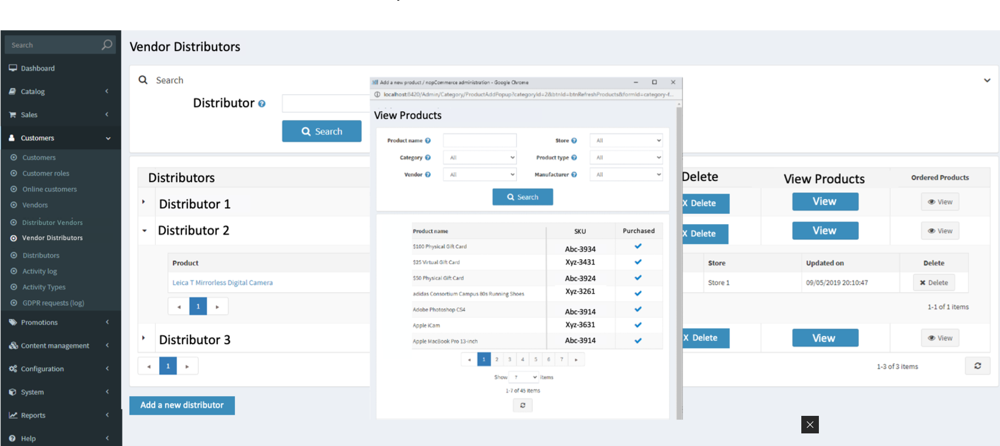 Search
Dashboard
Catalog
Sales
Customers
Customers
Customer roles
Online customers
Vendors
Distributor Vendors
Vendor Distributors
Distributors
Activity log
Activity Types
GDPR requests (log)
Promotions
Content management
Configuration
System
Reports
Help
Vendor Distributors
Search
Distributor
Search
Distributors
Distributor 1
Distributor 2
Product
Leica T Mirrorless Digital Camera
1
Distributor 3
1
Add a new distributor
Add a new product / nopCommerce administration - Google Chrome
localhost:8420/Admin/Category/ProductAddPopup?categoryId=2&btnId=btnRefreshProducts&formId=category-f...
View Products
Product name Store All
Category All Product type All
Vendor All Manufacturer All
Search
Product name SKU Purchased
$100 Physical Gift Card Abc-3934
$25 Virtual Gift Card Xyz-3431
$50 Physical Gift Card Abc-3924
adidas Consortium Campus 80s Running Shoes Xyz-3261
Adobe Photoshop CS4 Abc-3914
Apple iCam Xyz-3631
Apple MacBook Pro 13-inch Abc-3914
1 2 3 4 5 6 7
Show 7 items
1-7 of 45 items
Delete View Products Ordered Products
X Delete View View
X Delete View View
Store Updated on Delete
Store 1 09/05/2019 20:10:47 Delete
1-1 of 1 items
X Delete View View
1-3 of 3 items